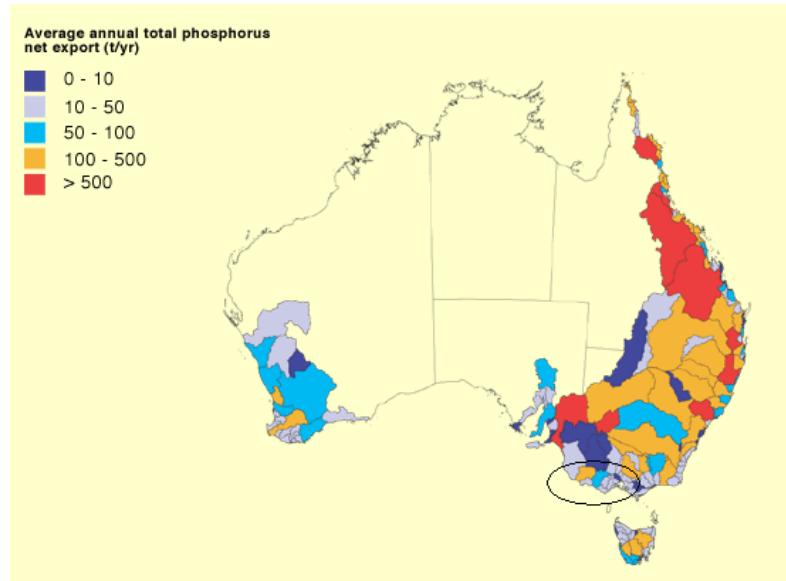 Average annual total phosphorus
net export (t/yr)
0 - 10
10 - 50
50 - 100
100 - 500
> 500